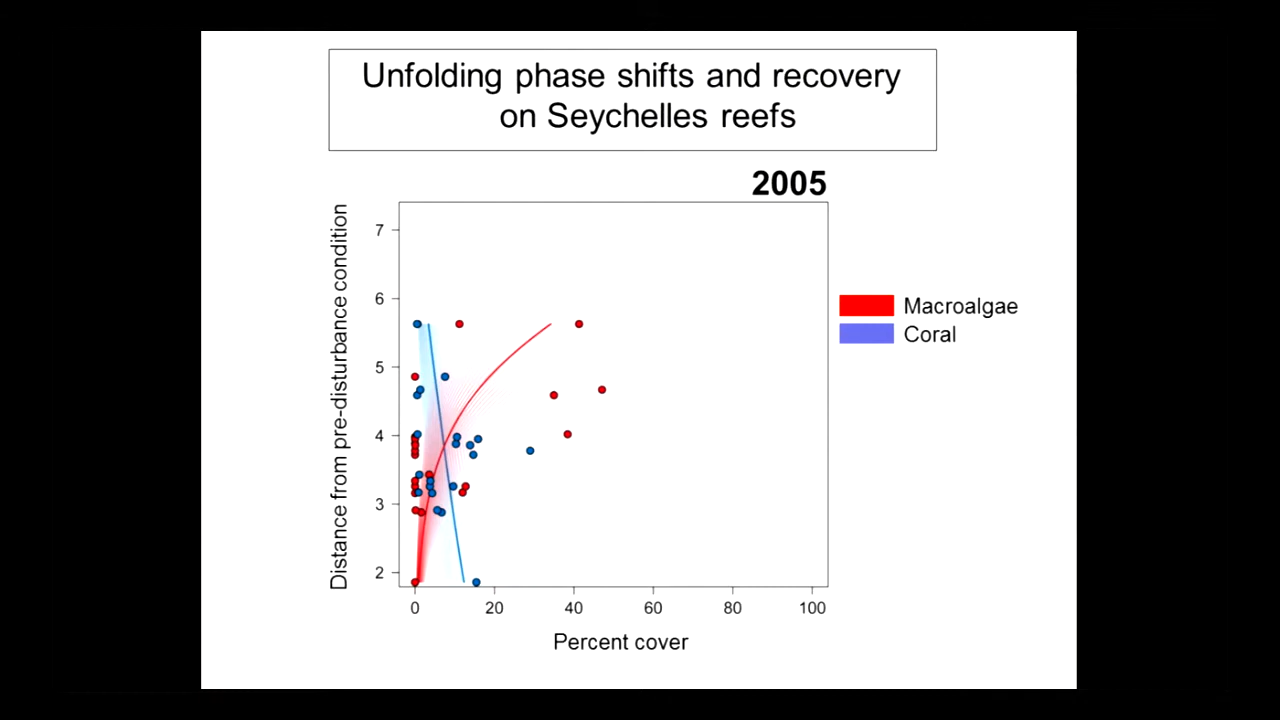 Unfolding phase shifts and recovery
on Seychelles reefs
2005
Distance from pre-disturbance condition
7
6
5
4
3
2
0 20 40 60 80 100
Percent cover
Macroalgae
Coral